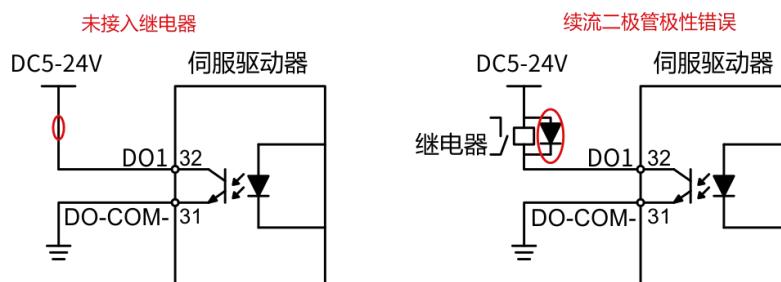 未接入继电器
DC5-24V
伺服驱动器
DO1
32
DO-COM-
31
续流二极管极性错误
DC5-24V
伺服驱动器
继电器
DO1
32
DO-COM-
31